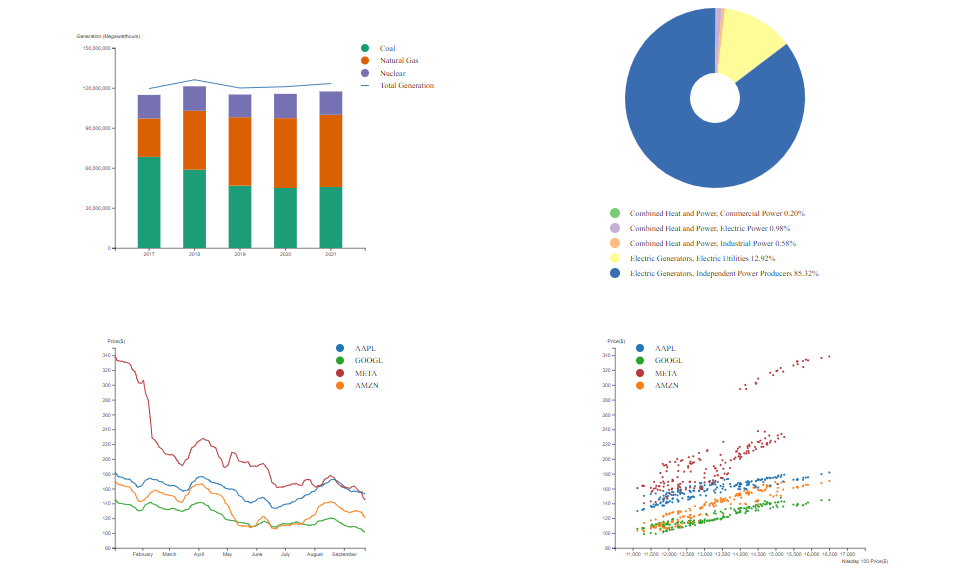 Generation (Megawatthours)
150,000,000
120,000,000
90,000,000
60,000,000
30,000,000
0
2017 2018 2019 2020 2021
Coal
Natural Gas
Nuclear
Total Generation
Combined Heat and Power, Commercial Power 0.20%
Combined Heat and Power, Electric Power 0.98%
Combined Heat and Power, Industrial Power 0.58%
Electric Generators, Electric Utilities 12.92%
Electric Generators, Independent Power Producers 85.32%
Price($)
340
320
300
280
260
240
220
200
180
160
140
120
100
80
February March April May June July August September
AAPL
GOOGL
META
AMZN
Price($)
340
320
300
280
260
240
220
200
180
160
140
120
100
80
11,000 11,500 12,000 12,500 13,000 13,500 14,000 14,500 15,000 15,500 16,000 16,500 17,000
Nasdap 100 Price($)
AAPL
GOOGL
META
AMZN